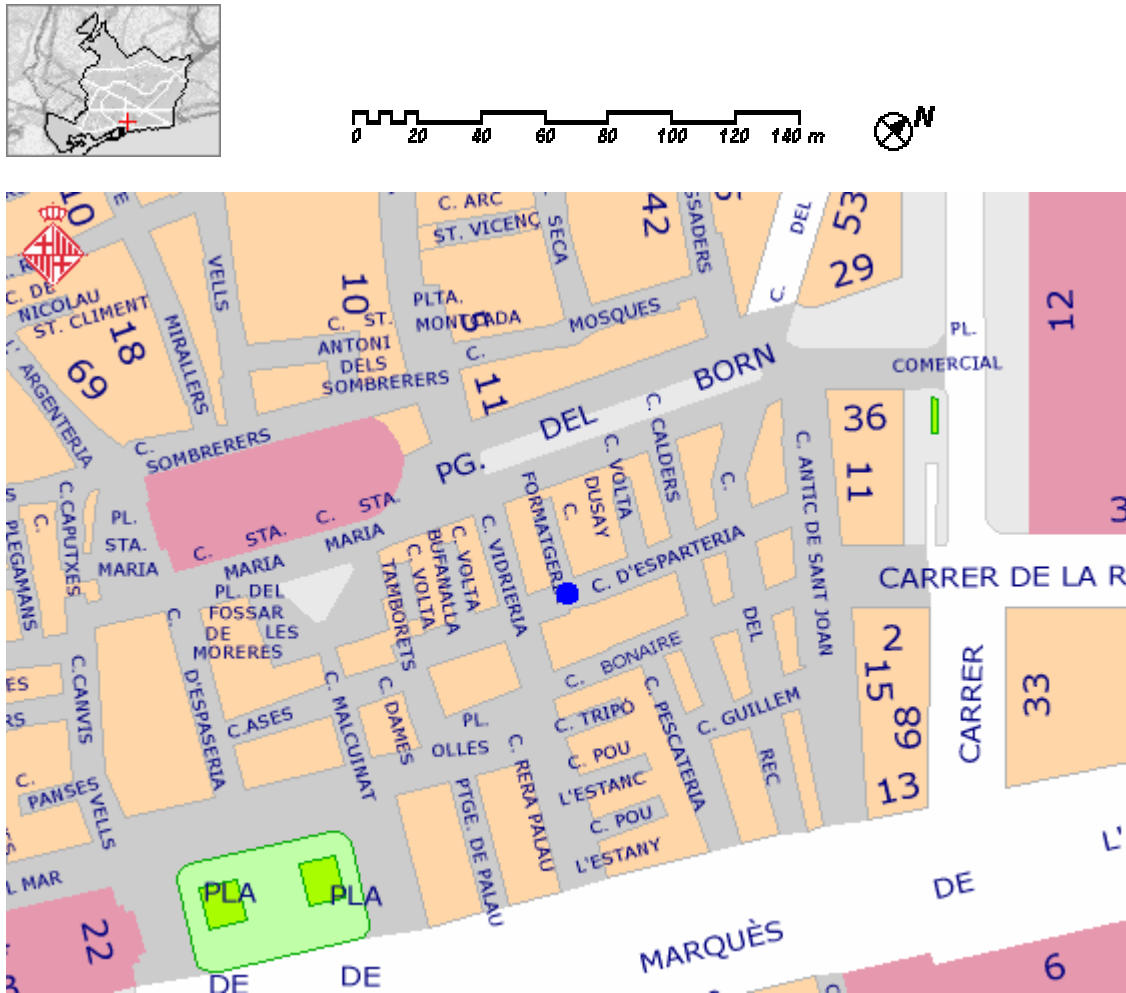 0 20 40 60 80 100 120 140 m
N
10
C. ARC
ST. VICENÇ
SECA
42
SSADERS
DEL
C.
53
29
12
C. DE
NICOLAU
ST. CLIMENT
18
69
MIRALLERS
VELLS
10
C. ST.
ANTONI
DELS
SOMBRERERS
PLTA.
MONTCADA
5
C.
MOSQUES
11
PL.
COMERCIAL
L' ARGENTERIA
C.
SOMBRERERS
PG.
DEL
BORN
C. CALDERS
C. VOLTA
C.
DUSAY
C.
36
11
C. ANTIC DE SANT JOAN
3
PLEGAMANS
C.
C.CAPUTXES
PL.
STA.
MARIA
C. STA.
MARIA
C. STA.
MARIA
PL. DEL
FOSSAR
DE LES
MORERES
TAMBORETS
C. VOLTA
BUFANALLA
C. VOLTA
C. VIDRIERIA
FORMATGERI
C. D'ESPARTERIA
CARRER DE LA R
C.
D'ESPASERIA
C.CANVIS
VELLS
C.ASES
C. MALCUINAT
C. DAMES
PL.
OLLES
C. BONAIRE
C. TRIPÓ
C. POU
L'ESTANC
C. POU
L'ESTANY
C. PESCATERIA
C. GUILLEM
DEL
REC
2
15
89
13
CARRER
33
ES
RS
C.
PANSES
L MAR
22
PTGE. DE PALAU
C. RERA PALAU
PLA
PLA
DE
DE
MARQUÈS
DE
L'
6